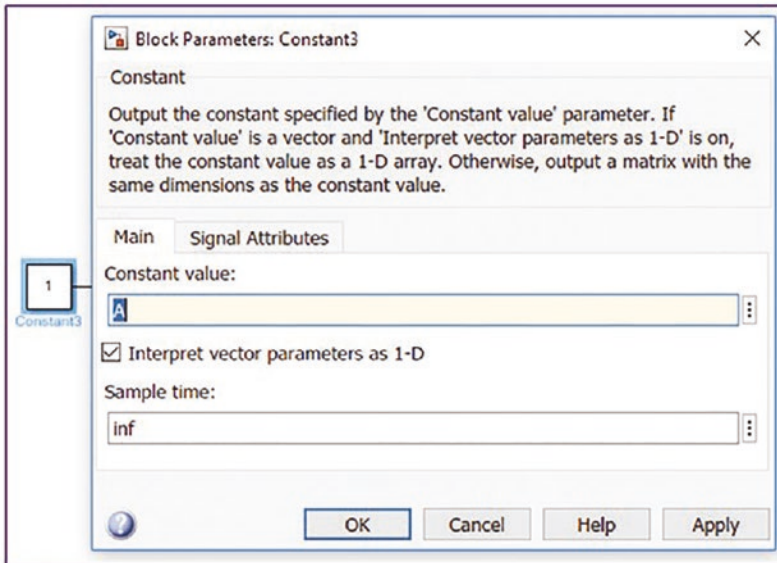 Block Parameters: Constant3
Constant
Output the constant specified by the 'Constant value' parameter. If
'Constant value' is a vector and 'Interpret vector parameters as 1-D' is on,
treat the constant value as a 1-D array. Otherwise, output a matrix with the
same dimensions as the constant value.
Main Signal Attributes
1
Constant3
Constant value:
A
Interpret vector parameters as 1-D
Sample time:
inf
? OK Cancel Help Apply